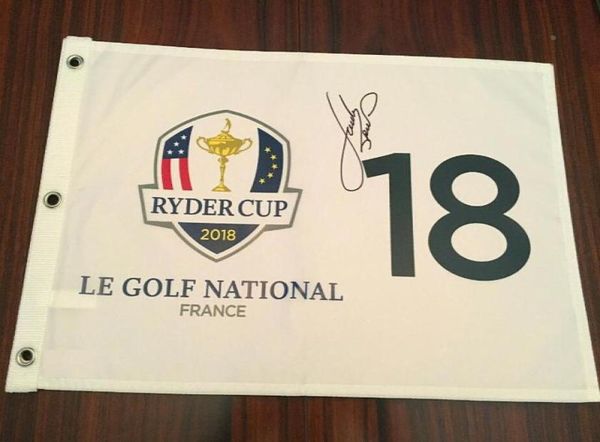 RYDER CUP
2018
LE GOLF NATIONAL
FRANCE
18